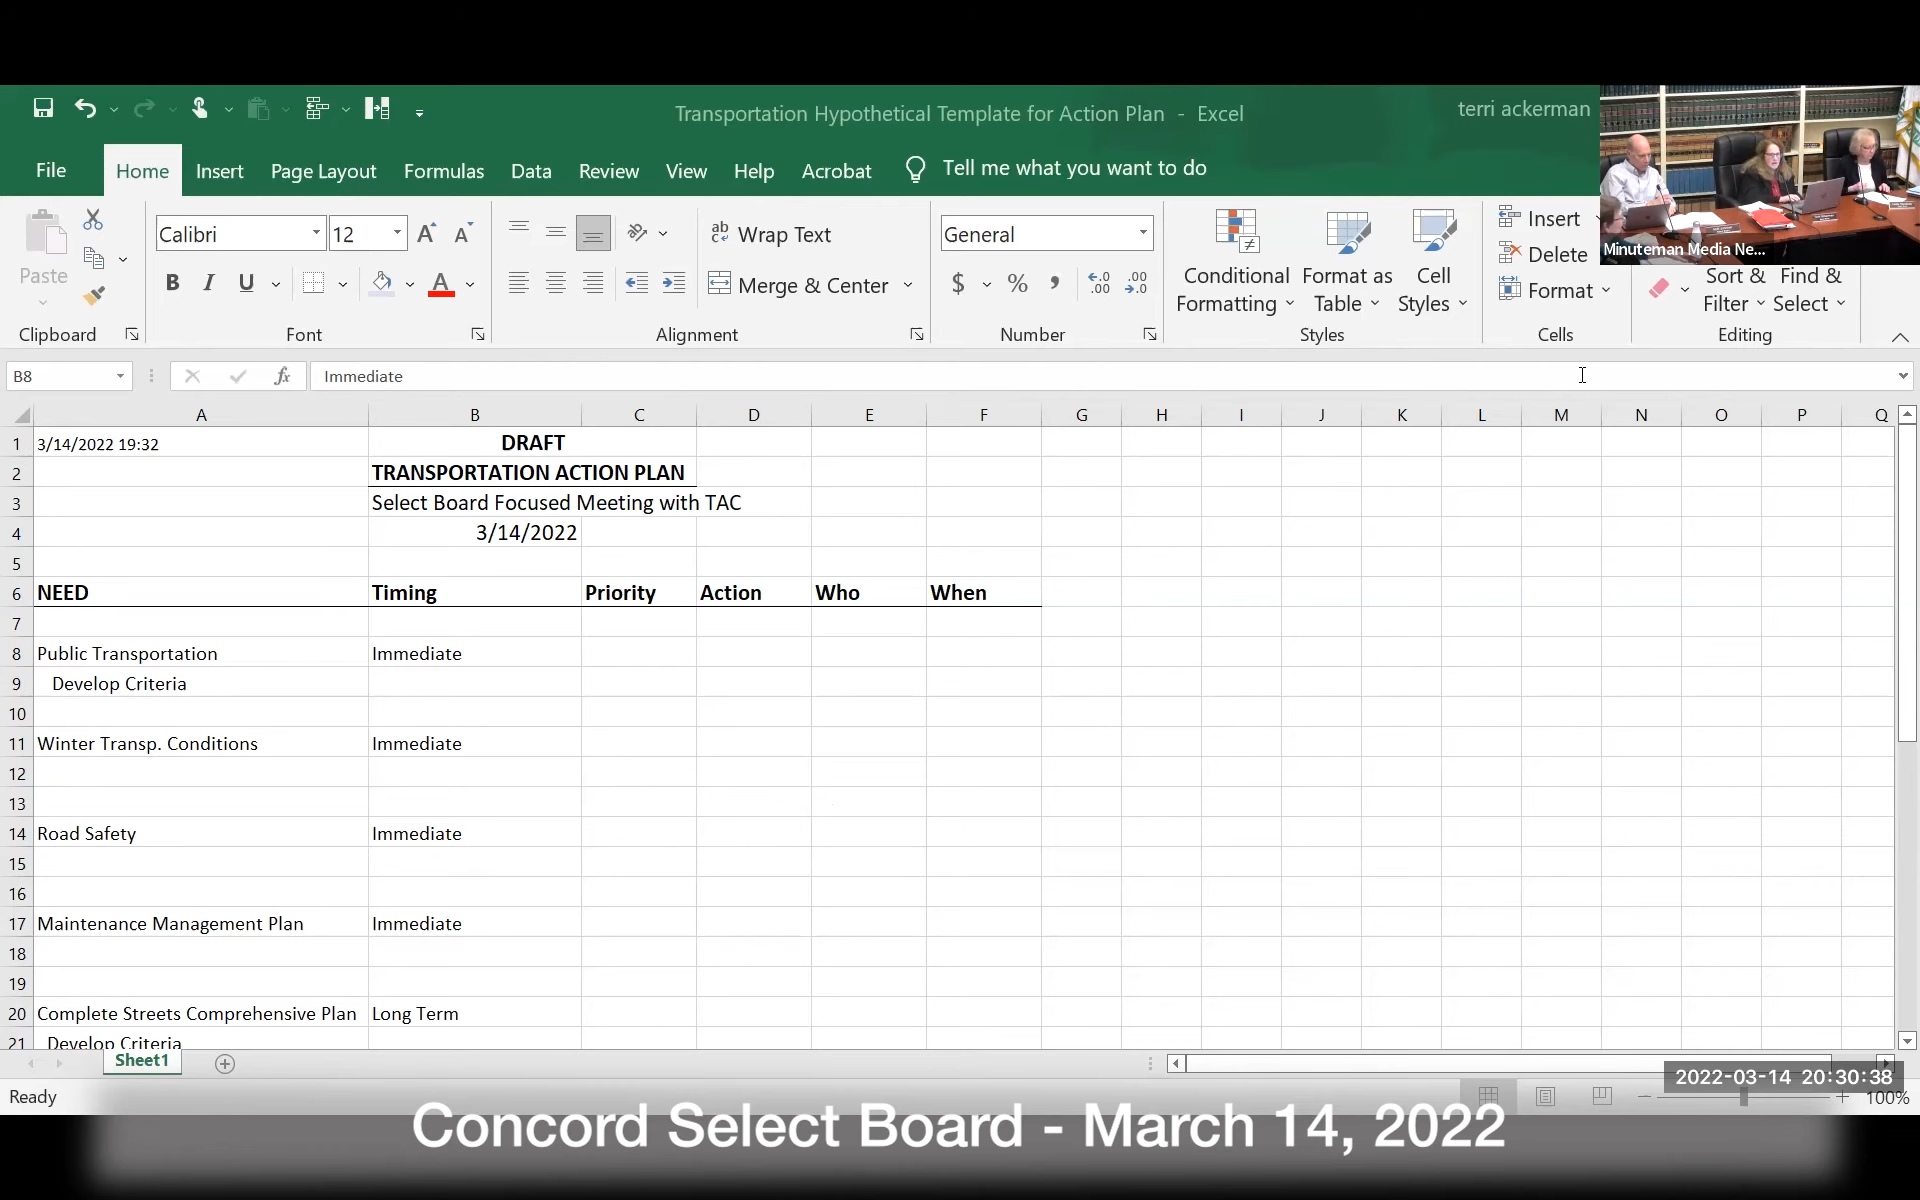 Transportation Hypothetical Template for Action Plan - Excel
terri ackerman
File Home Insert Page Layout Formulas Data Review View Help Acrobat Tell me what you want to do
Minuteman Media Ne...
Paste
Calibri 12
ab
c
Wrap Text
General
Conditional Formatting
Format as Table
Cell Styles
Insert
Delete
Format
B I U
A
Merge & Center
$ % , .00 .0
Sort & Filter
Find & Select
Clipboard Font Alignment Number Styles Cells Editing
B8 fx Immediate
A B C D E F G H I J K L M N O P Q
1 3/14/2022 19:32 DRAFT
2 TRANSPORTATION ACTION PLAN
3 Select Board Focused Meeting with TAC
4 3/14/2022
5
6 NEED Timing Priority Action Who When
7
8 Public Transportation Immediate
9 Develop Criteria
10
11 Winter Transp. Conditions Immediate
12
13
14 Road Safety Immediate
15
16
17 Maintenance Management Plan Immediate
18
19
20 Complete Streets Comprehensive Plan Long Term
21 Develop Criteria
Sheet1
2022-03-14 20:30:38
Ready
100%
Concord Select Board - March 14, 2022